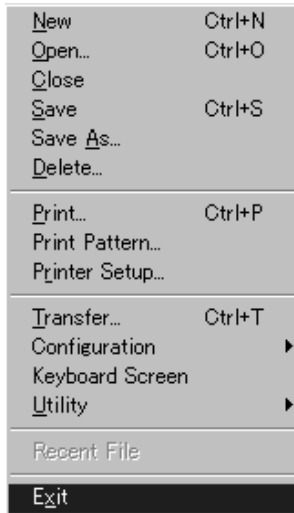 New Ctrl+N
Open... Ctrl+O
Close
Save Ctrl+S
Save As...
Delete...
Print... Ctrl+P
Print Pattern...
Printer Setup...
Transfer... Ctrl+T
Configuration
Keyboard Screen
Utility
Recent File
Exit